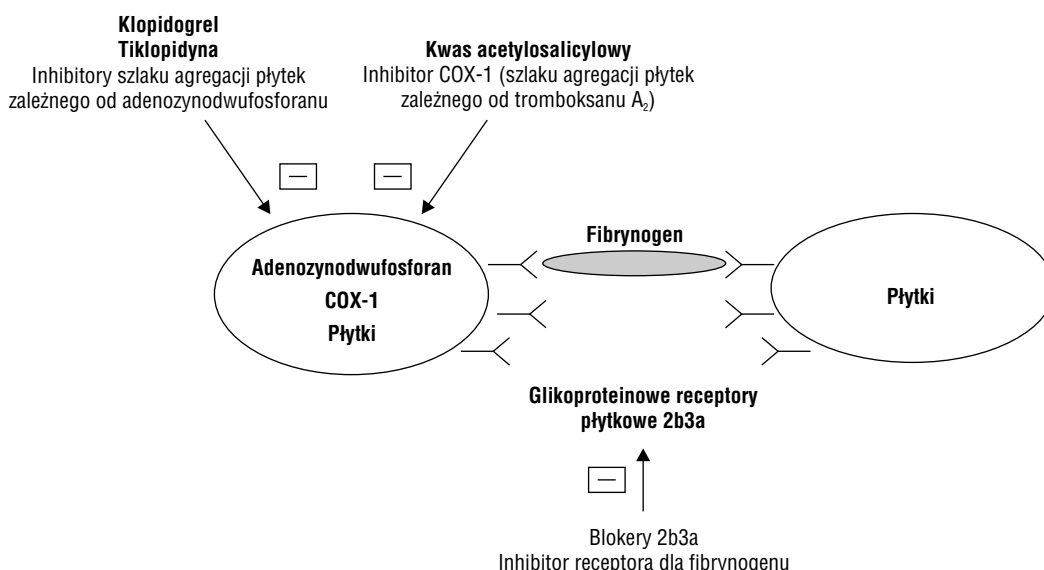 Klopidogrel
Tiklopidyna
Inhibitory szlaku agregacji płytek
zależnego od adenozynodwufosforanu
Kwas acetylosalicylowy
Inhibitor COX-1 (szlaku agregacji płytek
zależnego od tromboksanu A₂)
—
—
Fibrynogen
Adenozynodwufosforan
COX-1
Płytki
Płytki
Glikoproteinowe receptory
płytkowe 2b3a
—
Blokery 2b3a
Inhibitor receptora dla fibrynogenu